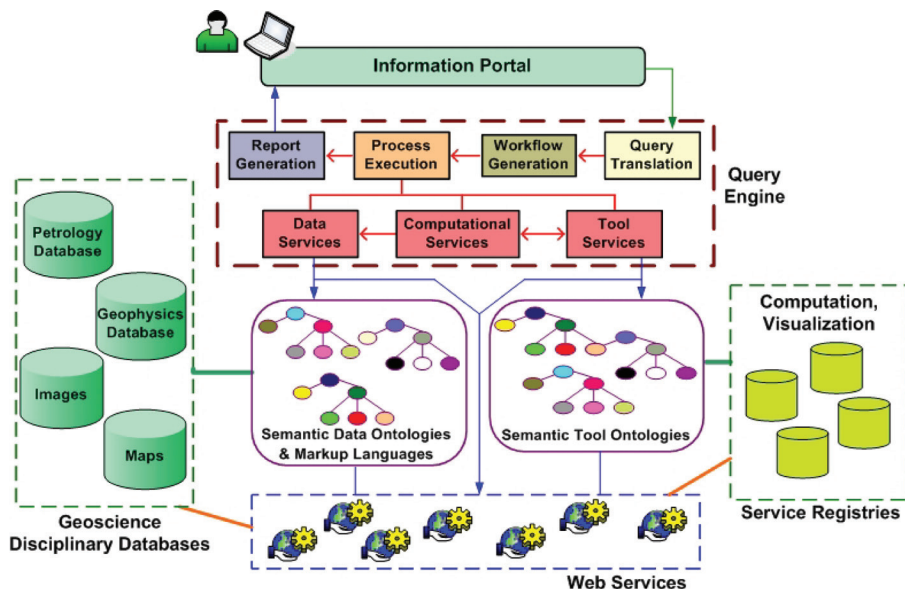 Information Portal
Report
Generation
Process
Execution
Workflow
Generation
Query
Translation
Query
Engine
Data
Services
Computational
Services
Tool
Services
Petrology
Database
Geophysics
Database
Images
Maps
Geoscience
Disciplinary Databases
Semantic Data Ontologies
& Markup Languages
Semantic Tool Ontologies
Computation,
Visualization
Service Registries
Web Services